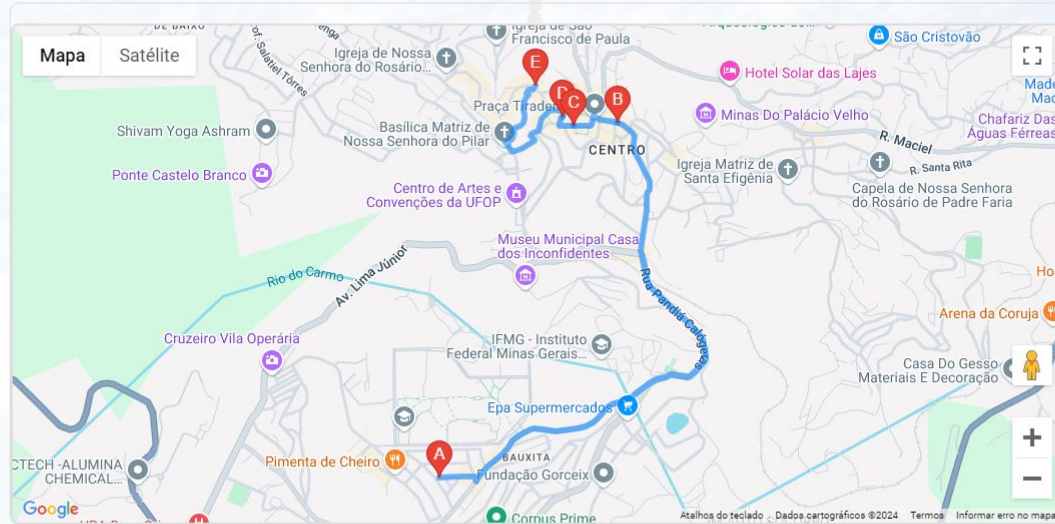 Mapa
Satélite
Igreja de São
Francisco de Paula
São Cristovão
Igreja de Nossa
Senhora do Rosário...
E
Hotel Solar das Lajes
Prof. Salatiel Tôrres
D
C
B
Praça
Minas Do Palácio Velho
Chafariz Das
Águas Férreas
Shivam Yoga Ashram
Basílica Matriz de
Nossa Senhora do Pilar
CENTRO
R. Maciel
R. Santa Rita
Ponte Castelo Branco
Igreja Matriz de
Santa Efigênia
Capela de Nossa Senhora
do Rosário de Padre Faria
Centro de Artes e
Convenções da UFOP
Museu Municipal Casa
dos Inconfidentes
Av. Lima Júnior
Rio do Carmo
Rua Pandiá Calógeras
Arena da Coruja
Cruzeiro Vila Operária
IFMG - Instituto
Federal Minas Gerais...
Casa Do Gesso
Materiais E Decoração
Epa Supermercados
A
Pimenta de Cheiro
BAUXITA
Fundação Gorceix
CTECH -ALUMINA
CHEMICAL...
Google
Corpus Prime
Atalhos do teclado
Dados cartográficos ©2024
Termos
Informar erro no mapa